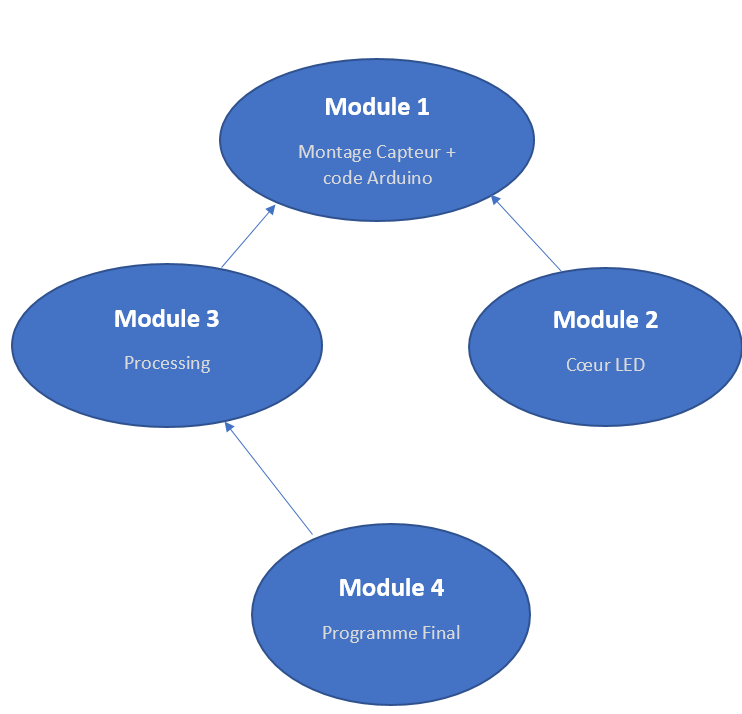 Module 1
Montage Capteur +
code Arduino
Module 3
Processing
Module 2
Cœur LED
Module 4
Programme Final